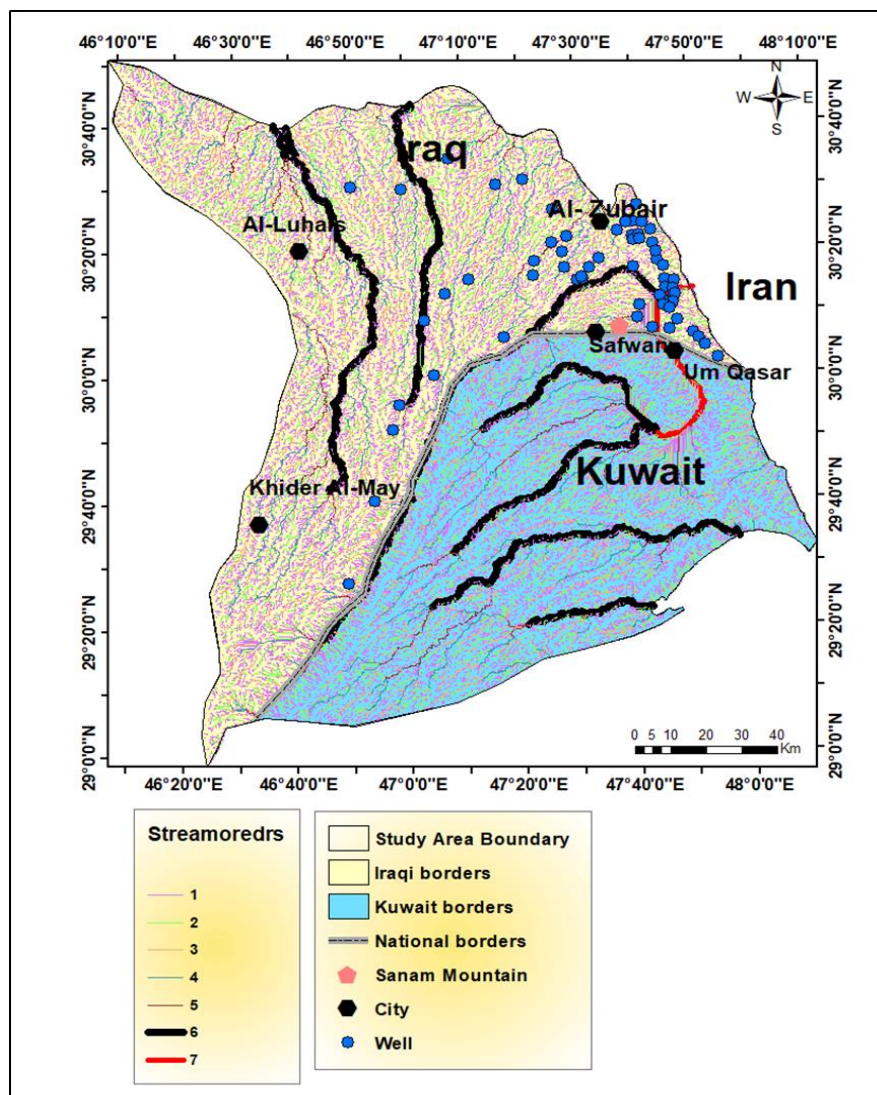 46°10'0"E 46°30'0"E 46°50'0"E 47°10'0"E 47°30'0"E 47°50'0"E 48°10'0"E
N
W E
S
30°40'0"N
30°40'0"N
Iraq
Al-Luhais
Al- Zubair
30°20'0"N
30°20'0"N
Iran
Safwan
Um Qasar
30°0'0"N
30°0'0"N
Kuwait
Khider Al-May
29°40'0"N
29°40'0"N
29°20'0"N
29°20'0"N
0 5 10 20 30 40
Km
29°0'0"N
29°0'0"N
46°20'0"E 46°40'0"E 47°0'0"E 47°20'0"E 47°40'0"E 48°0'0"E
Streamoredrs
1
2
3
4
5
6
7
Study Area Boundary
Iraqi borders
Kuwait borders
National borders
Sanam Mountain
City
Well